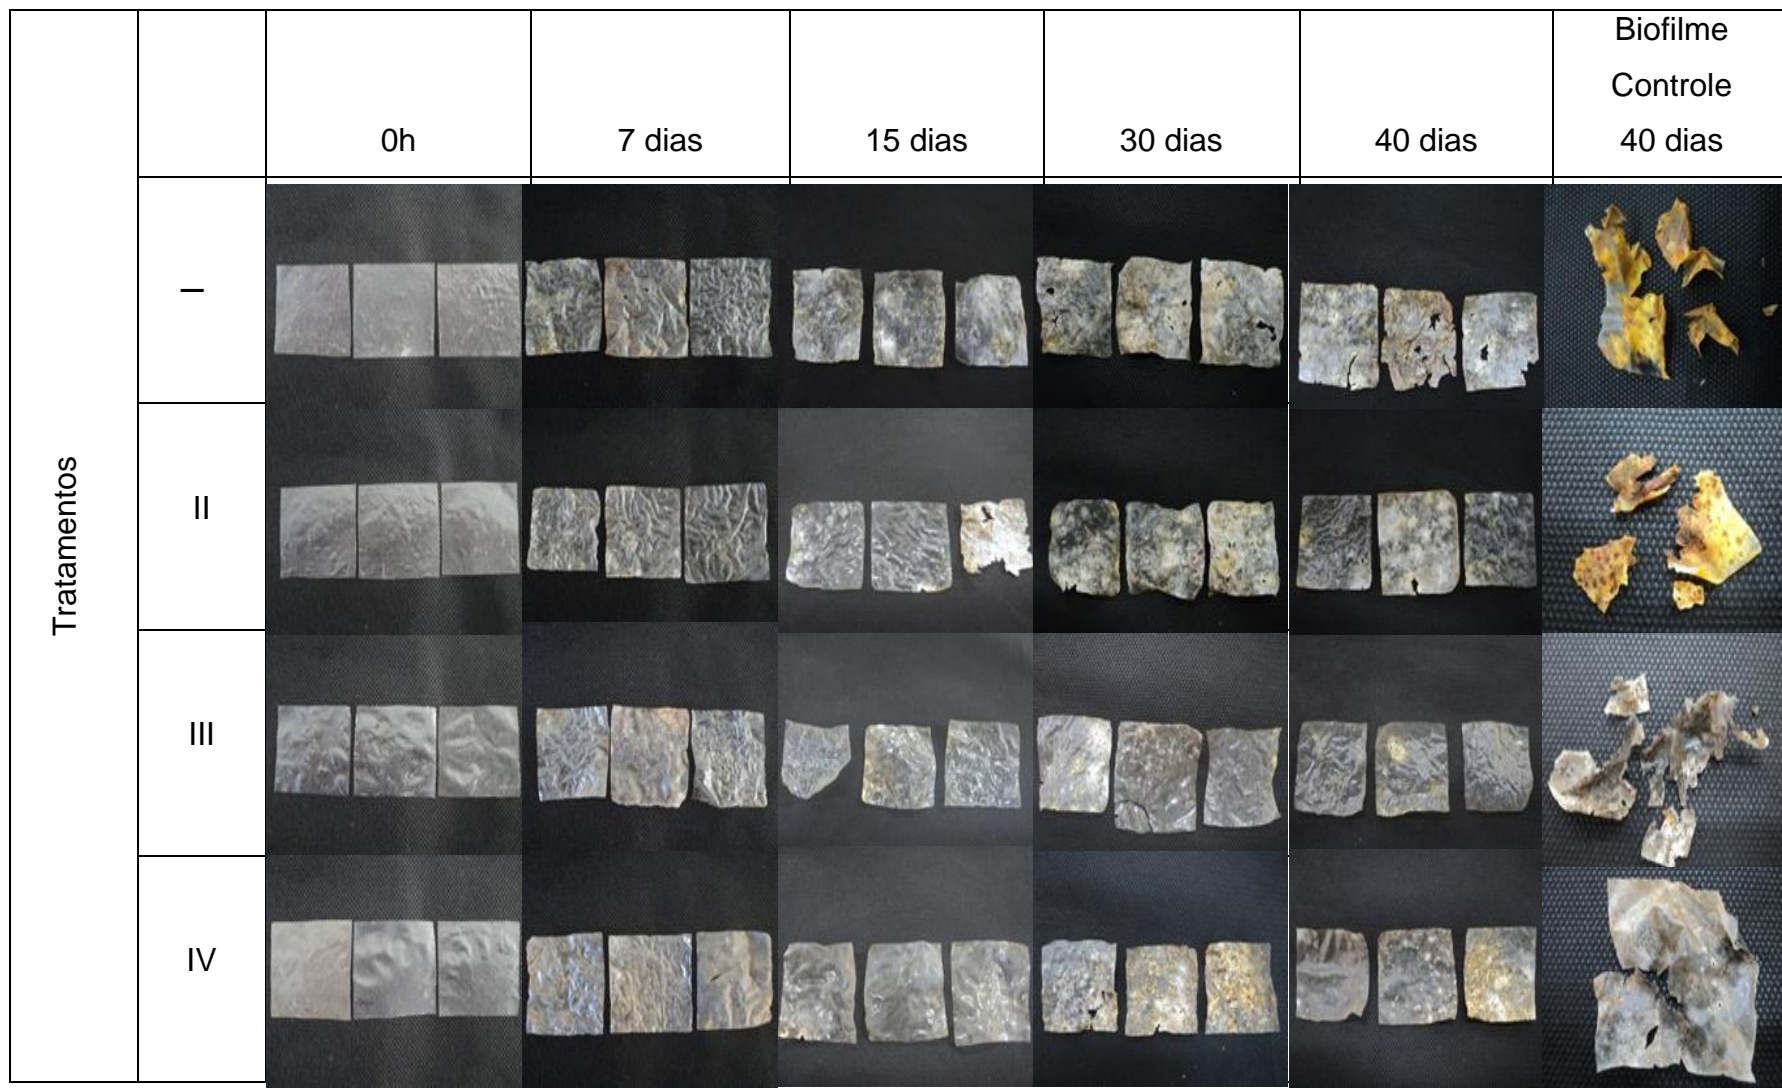 Biofilme
Controle
0h 7 dias 15 dias 30 dias 40 dias 40 dias
Tratamentos
I
II
III
IV